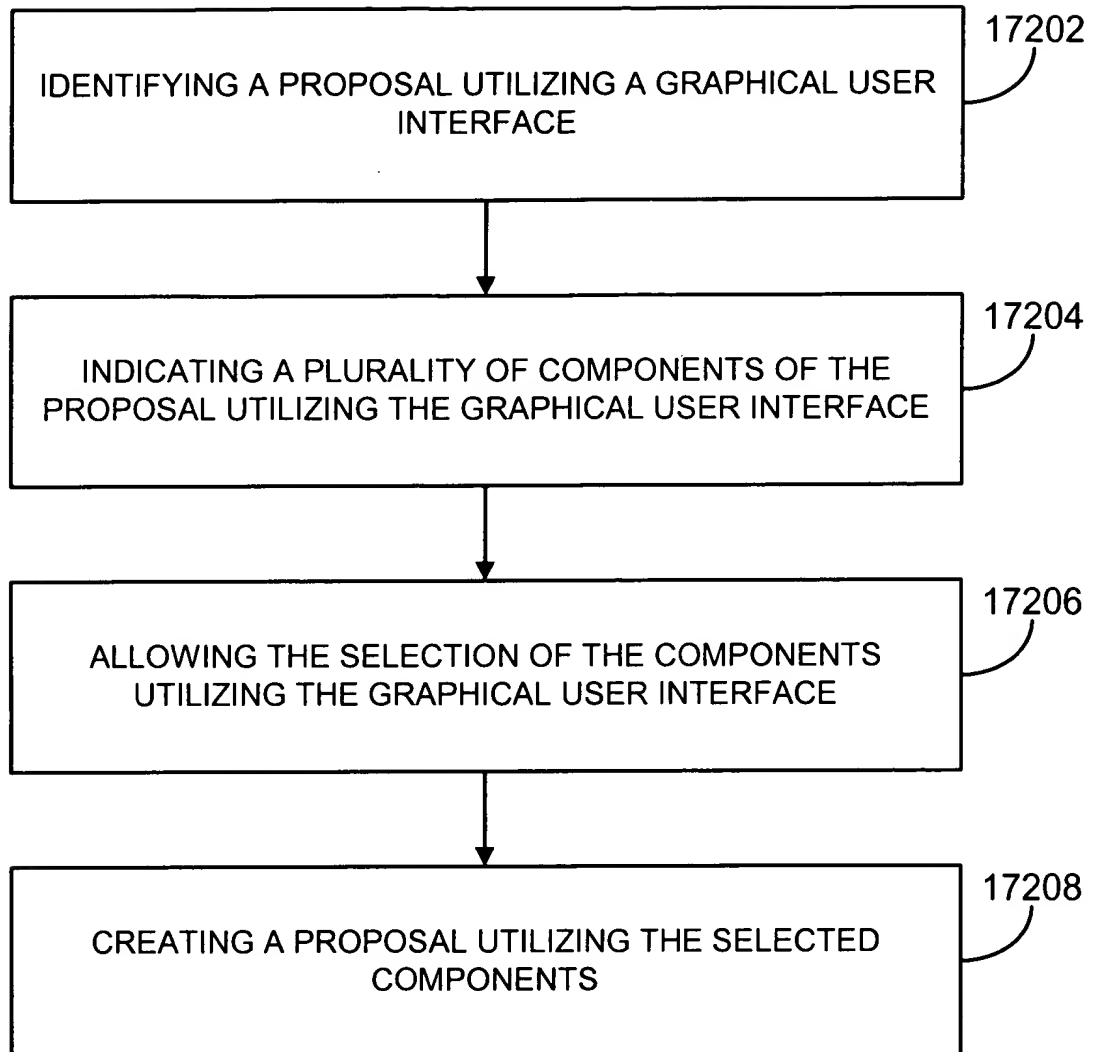 17202
IDENTIFYING A PROPOSAL UTILIZING A GRAPHICAL USER
INTERFACE
17204
INDICATING A PLURALITY OF COMPONENTS OF THE
PROPOSAL UTILIZING THE GRAPHICAL USER INTERFACE
17206
ALLOWING THE SELECTION OF THE COMPONENTS
UTILIZING THE GRAPHICAL USER INTERFACE
17208
CREATING A PROPOSAL UTILIZING THE SELECTED
COMPONENTS